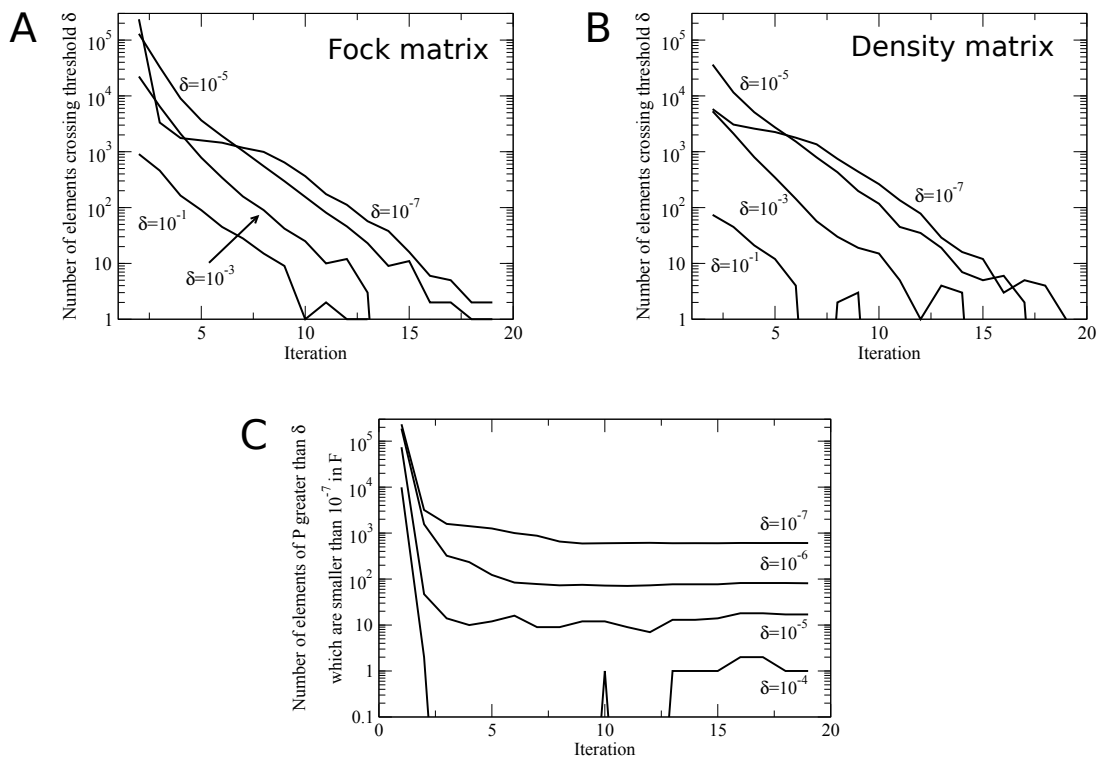 A
Fock matrix
Number of elements crossing threshold δ
10⁵
10⁴
10³
10²
10
1
δ=10⁻⁵
δ=10⁻¹
δ=10⁻³
δ=10⁻⁷
5
10
15
20
Iteration
B
Density matrix
Number of elements crossing threshold δ
10⁵
10⁴
10³
10²
10
1
δ=10⁻⁵
δ=10⁻³
δ=10⁻⁷
δ=10⁻¹
5
10
15
20
Iteration
C
Number of elements of P greater than δ
which are smaller than 10⁻⁷ in F
10⁵
10⁴
10³
10²
10
1
0.1
δ=10⁻⁷
δ=10⁻⁶
δ=10⁻⁵
δ=10⁻⁴
0
5
10
15
20
Iteration